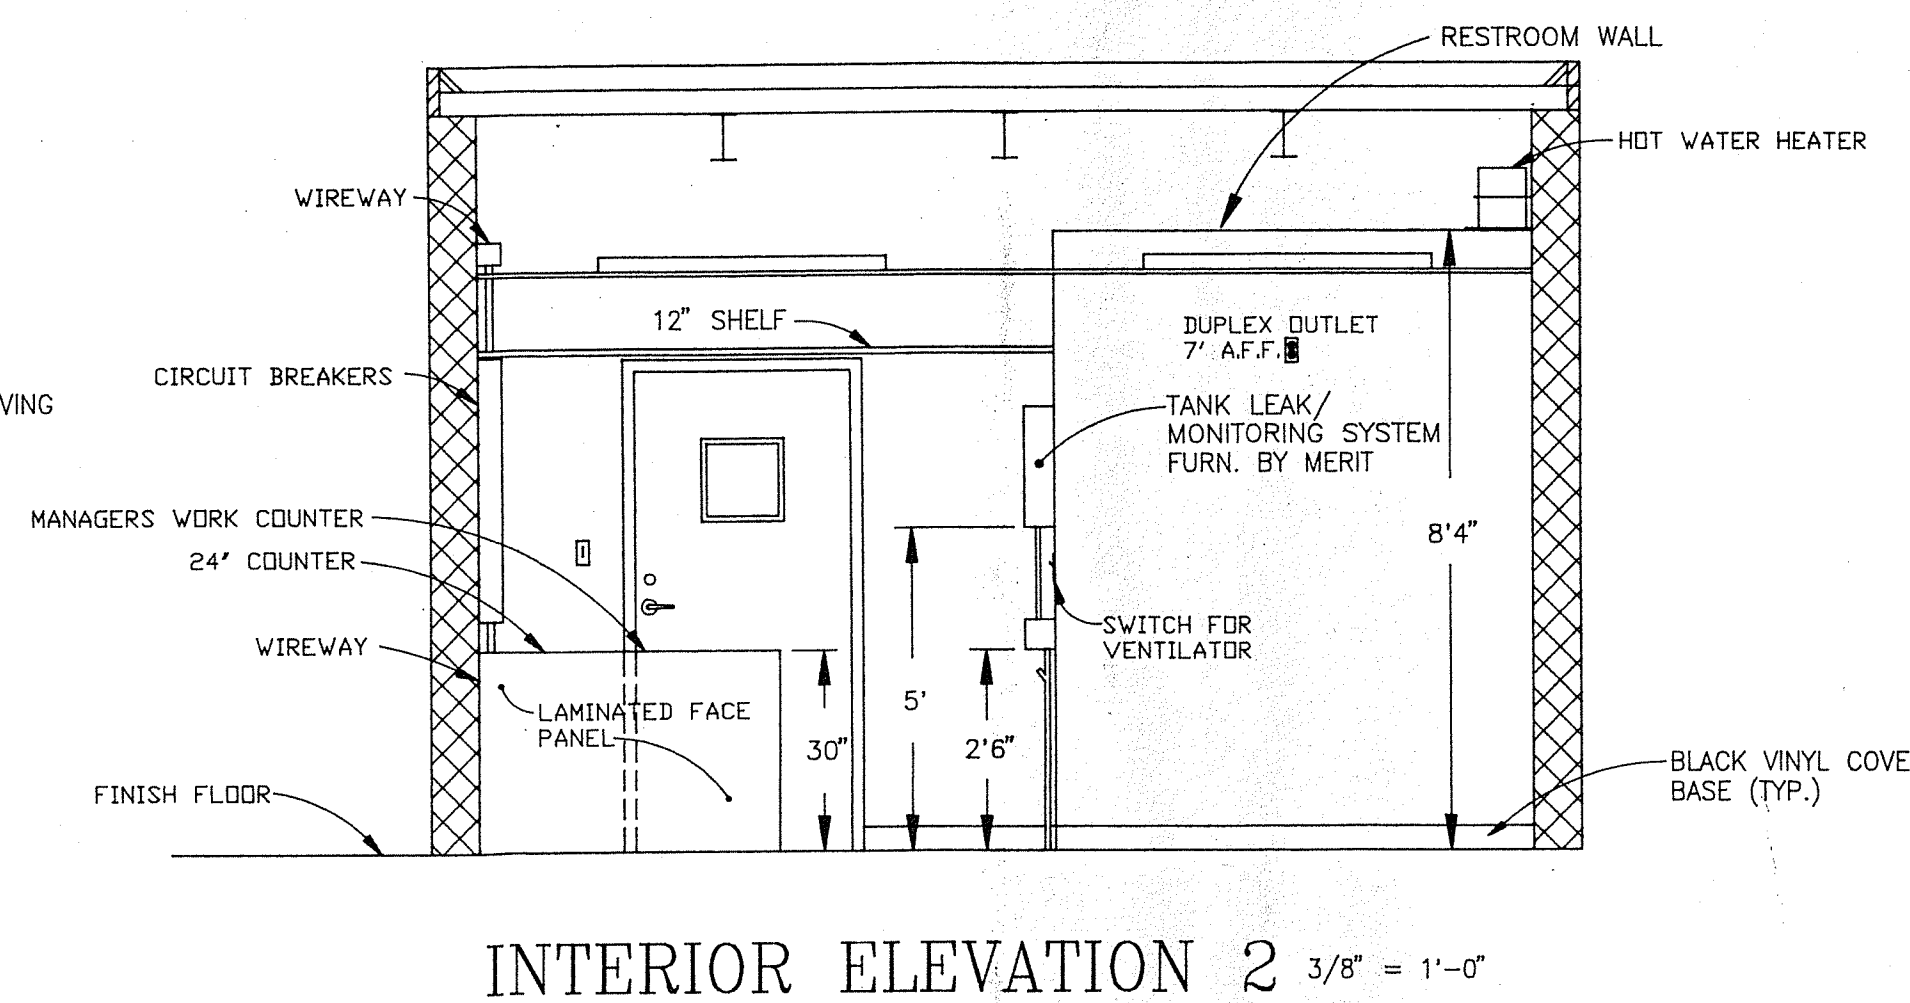 RESTROOM WALL
HOT WATER HEATER
WIREWAY
12" SHELF
DUPLEX OUTLET
7' A.F.F.
CIRCUIT BREAKERS
VING
TANK LEAK/
MONITORING SYSTEM
FURN. BY MERIT
MANAGERS WORK COUNTER
8'4"
24" COUNTER
SWITCH FOR
VENTILATOR
WIREWAY
5'
LAMINATED FACE
PANEL
30"
2'6"
BLACK VINYL COVE
BASE (TYP.)
FINISH FLOOR
INTERIOR ELEVATION 2 3/8" = 1'-0"